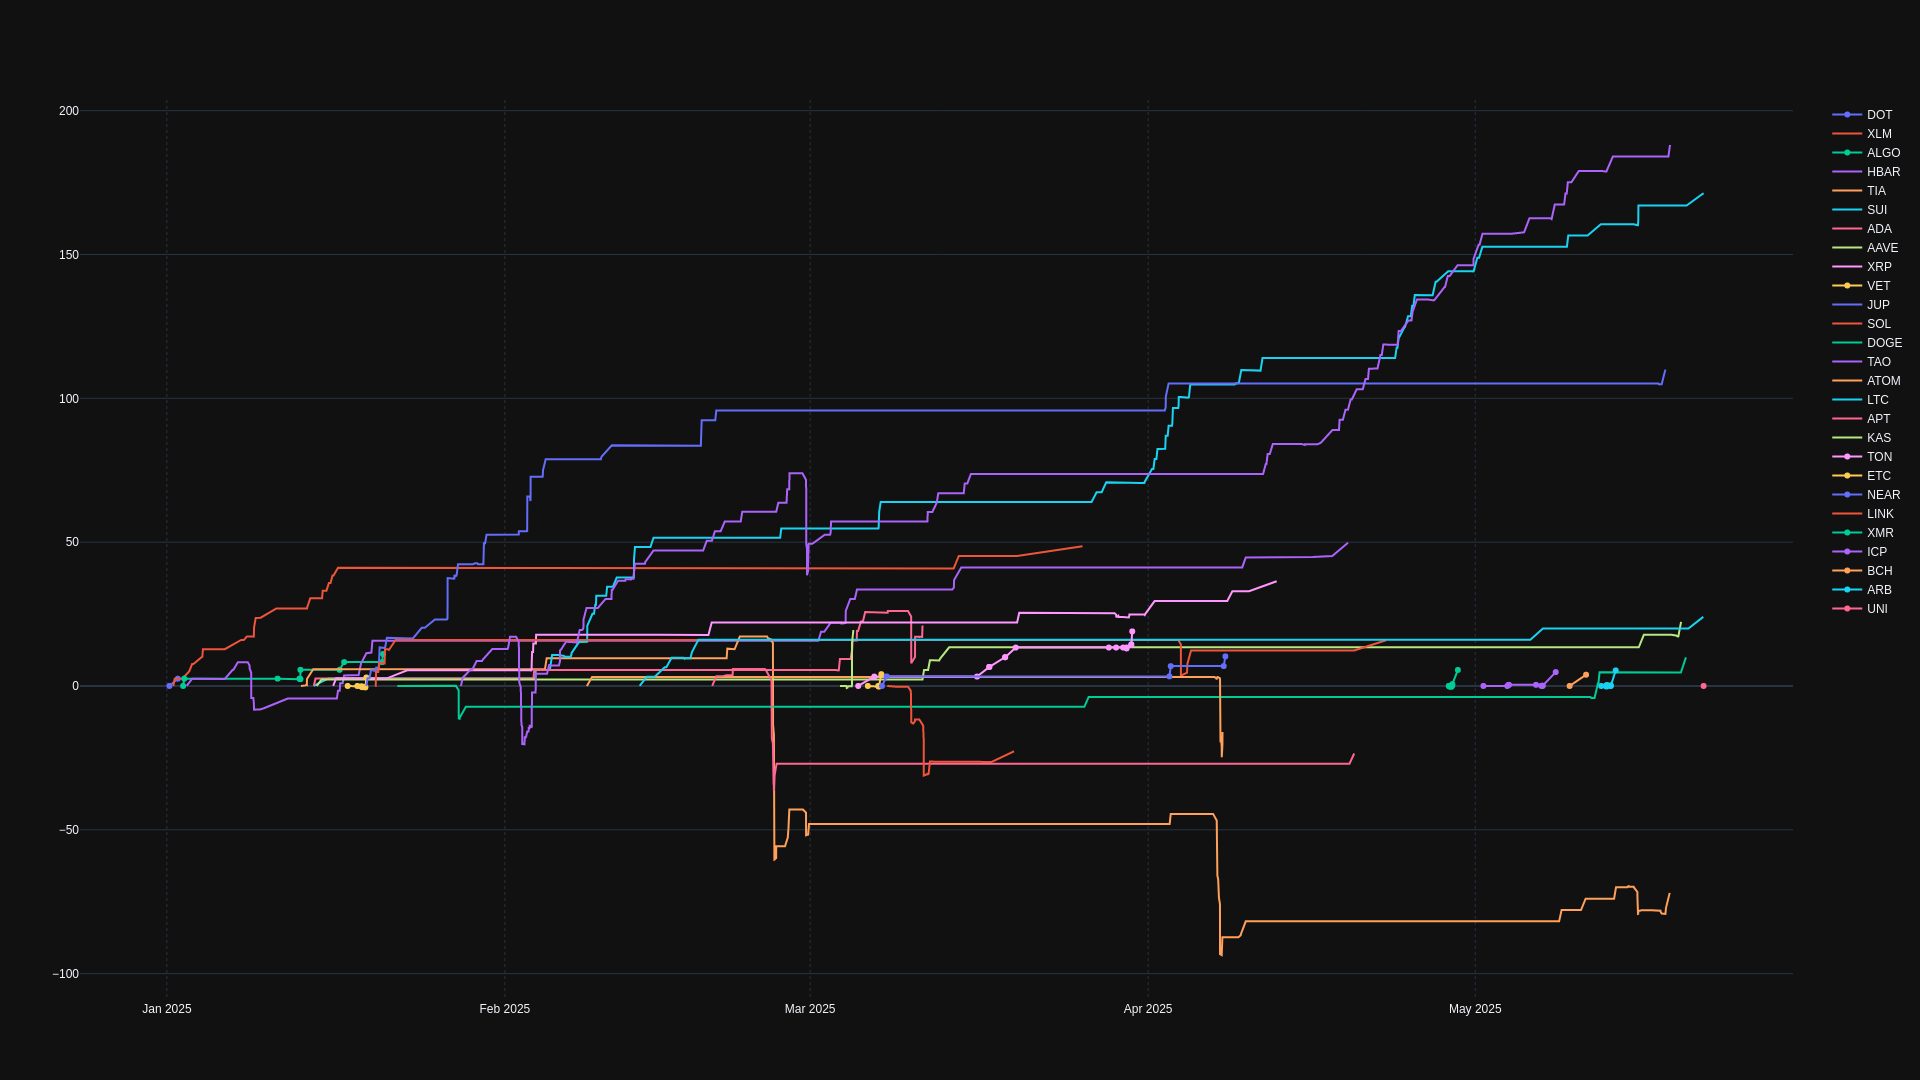 200
150
100
50
0
−50
−100
Jan 2025
Feb 2025
Mar 2025
Apr 2025
May 2025
DOT
XLM
ALGO
HBAR
TIA
SUI
ADA
AAVE
XRP
VET
JUP
SOL
DOGE
TAO
ATOM
LTC
APT
KAS
TON
ETC
NEAR
LINK
XMR
ICP
BCH
ARB
UNI